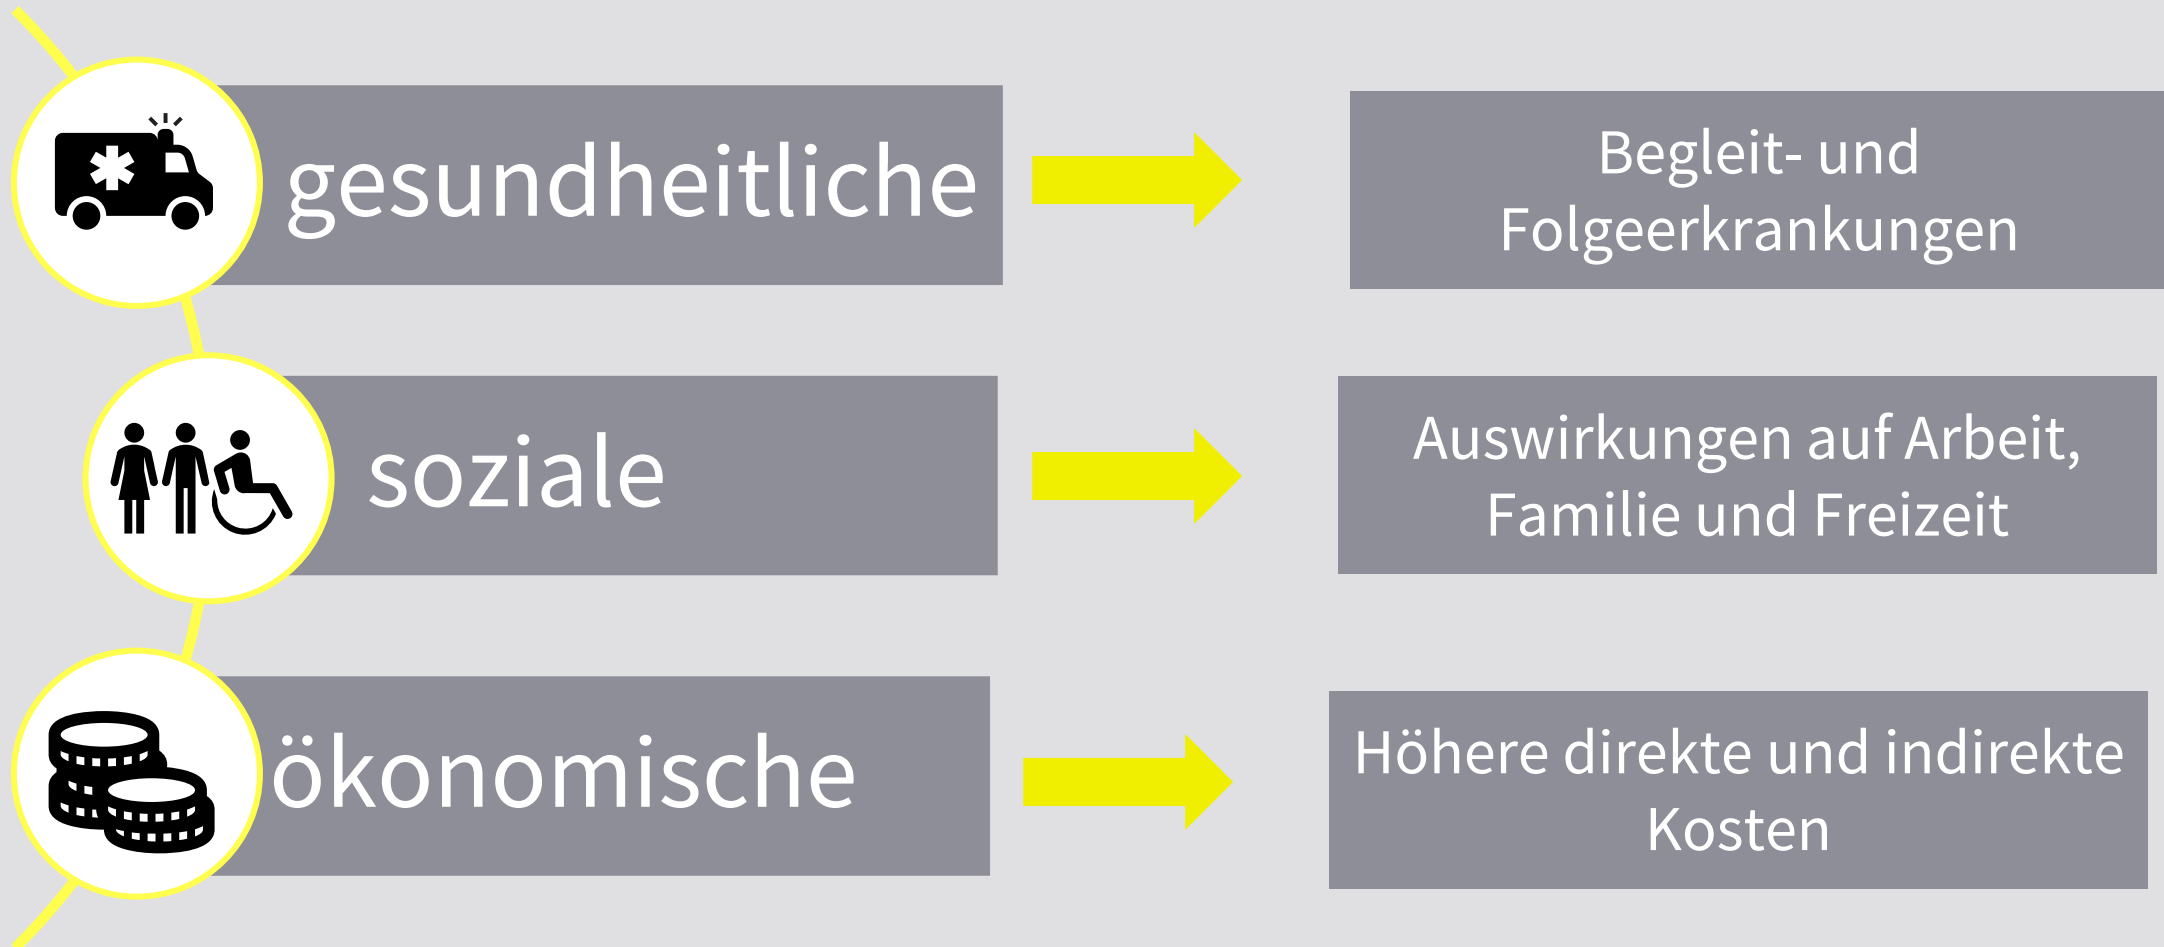 gesundheitliche
Begleit- und
Folgeerkrankungen
soziale
Auswirkungen auf Arbeit,
Familie und Freizeit
ökonomische
Höhere direkte und indirekte
Kosten